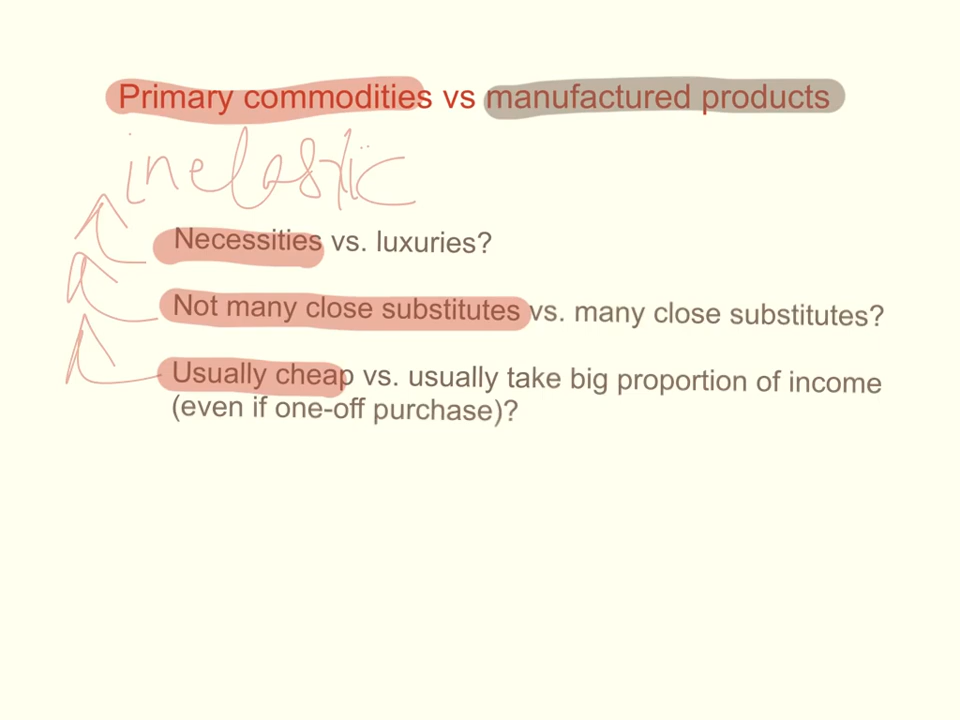 Primary commodities vs manufactured products
inelastic
Necessities vs. luxuries?
Not many close substitutes vs. many close substitutes?
Usually cheap vs. usually take big proportion of income
(even if one-off purchase)?